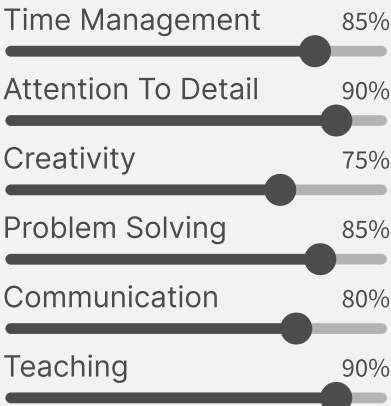 Time Management 85%
Attention To Detail 90%
Creativity 75%
Problem Solving 85%
Communication 80%
Teaching 90%